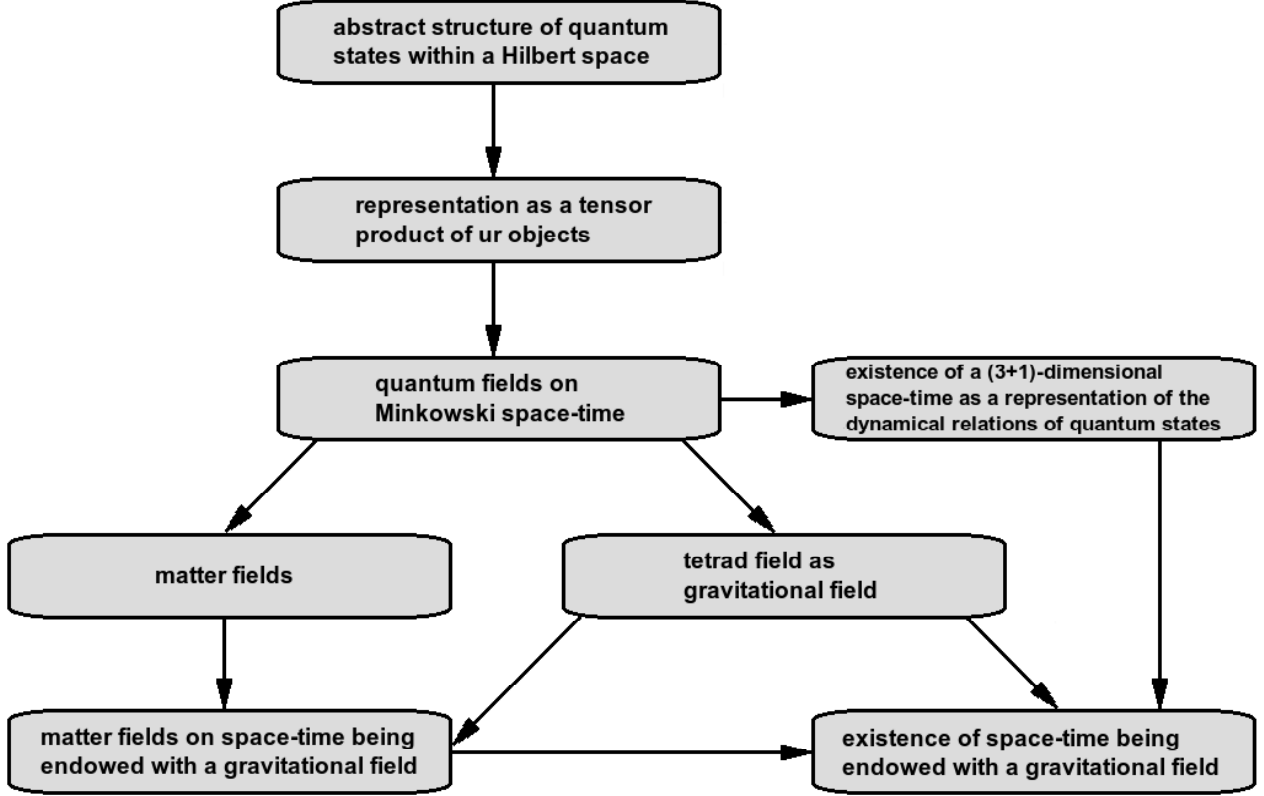 abstract structure of quantum
states within a Hilbert space
representation as a tensor
product of ur objects
quantum fields on
Minkowski space-time
existence of a (3+1)-dimensional
space-time as a representation of the
dynamical relations of quantum states
matter fields
tetrad field as
gravitational field
matter fields on space-time being
endowed with a gravitational field
existence of space-time being
endowed with a gravitational field